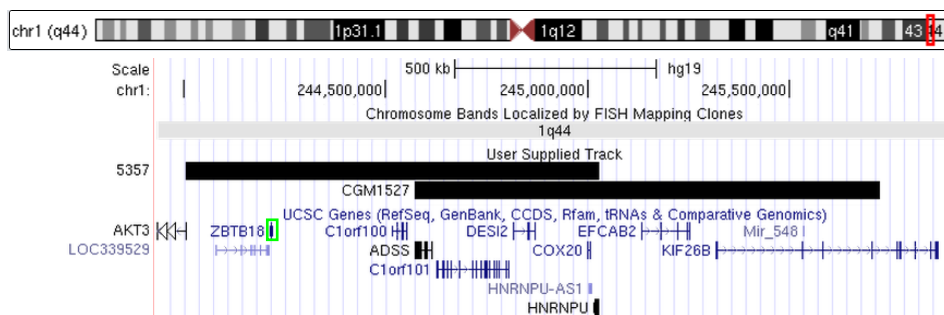 chr1 (q44) 1p31.1 1q12 q41 43 44
Scale 500 kb hg19
chr1: 244,500,000 245,000,000 245,500,000
Chromosome Bands Localized by FISH Mapping Clones
1q44
User Supplied Track
5357
CGM1527
UCSC Genes (RefSeq, GenBank, CCDS, Rfam, tRNAs & Comparative Genomics)
AKT3 ZBTB18 C1orf100 DESI2 EFCAB2 Mir_548
LOC339529 ADSS COX20 KIF26B
C1orf101
HNRNPU-AS1
HNRNPU